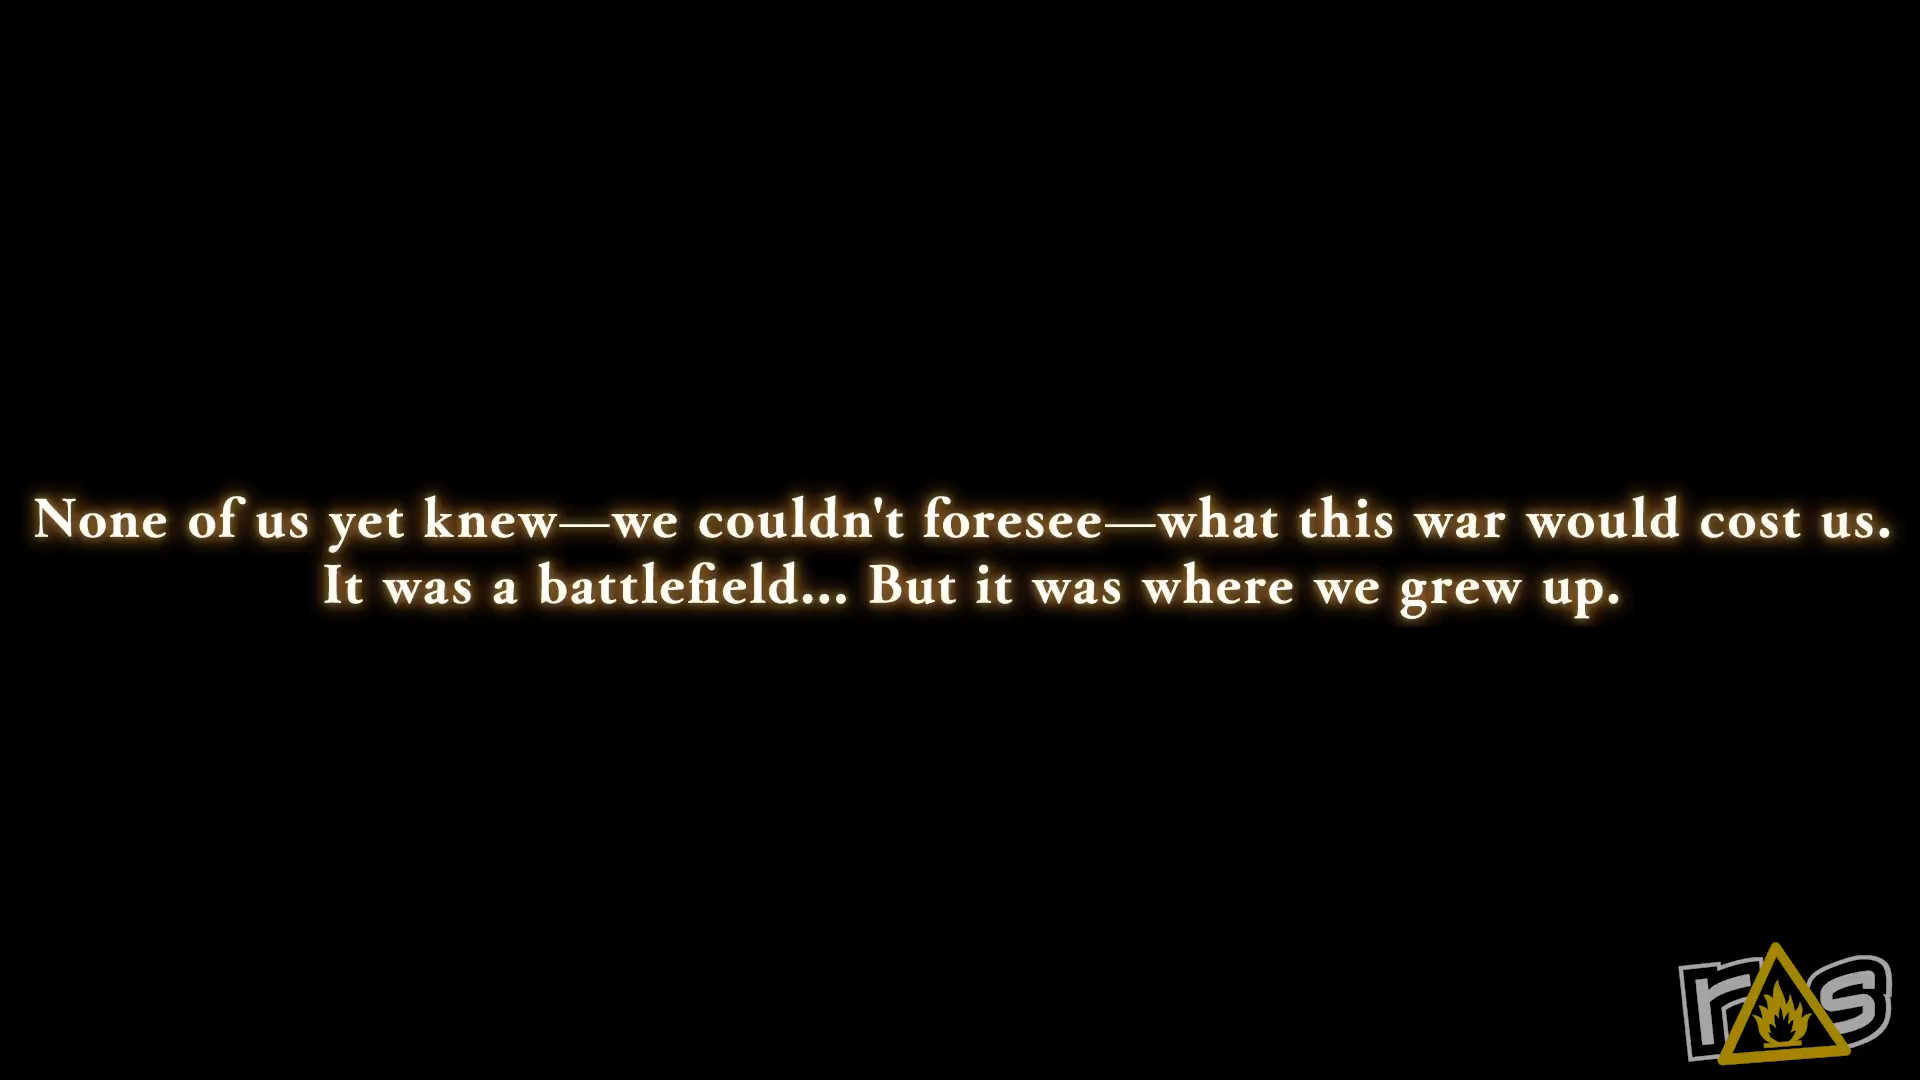 None of us yet knew—we couldn't foresee—what this war would cost us.
It was a battlefield... But it was where we grew up.
ras